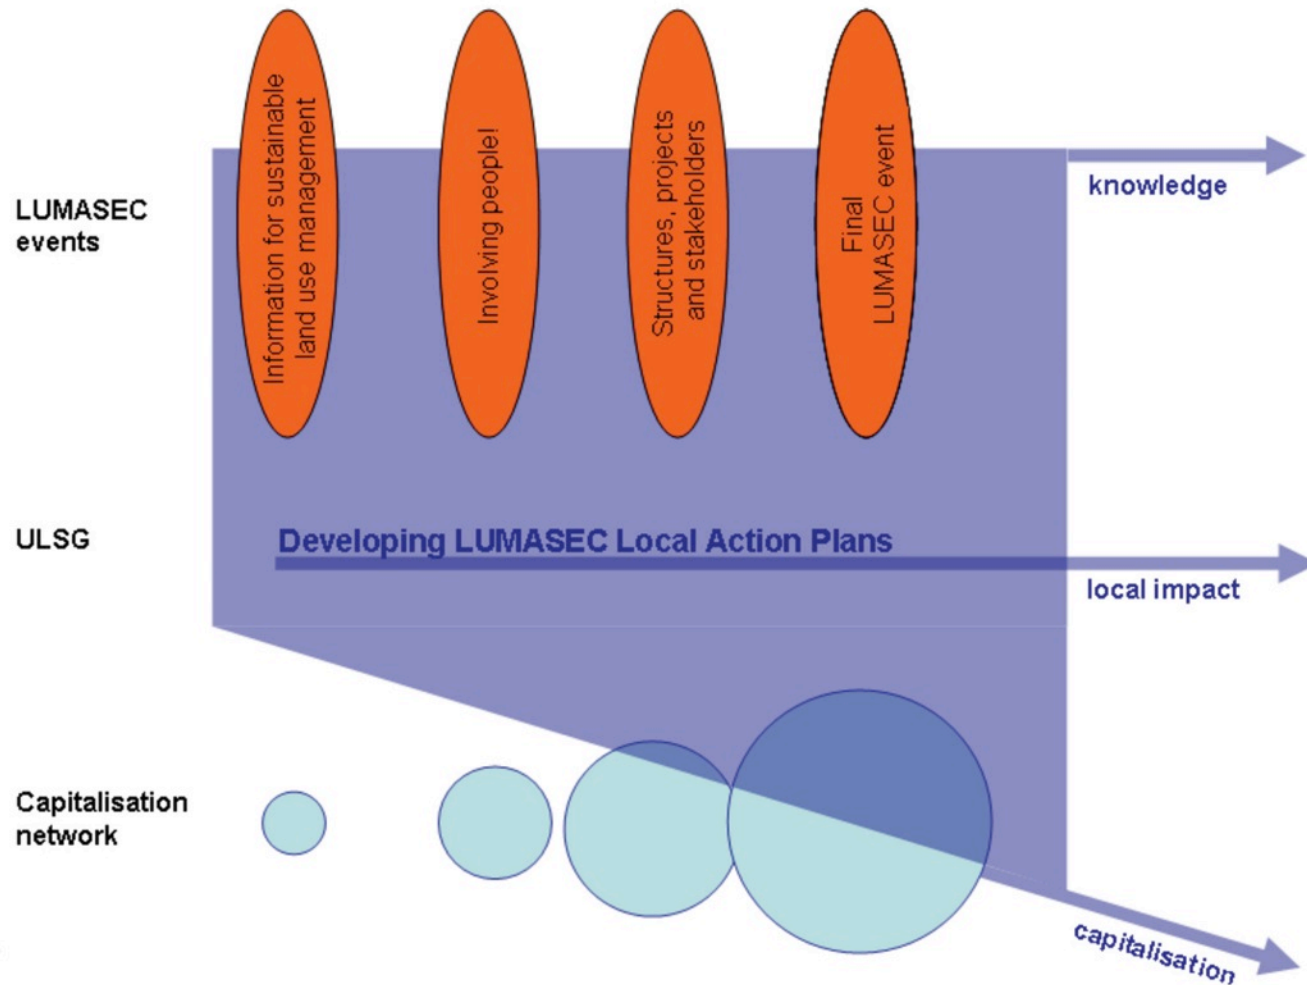 LUMASEC
events
Information for sustainable
land use management
Involving people!
Structures, projects
and stakeholders
Final
LUMASEC event
knowledge
ULSG
Developing LUMASEC Local Action Plans
local impact
Capitalisation
network
capitalisation